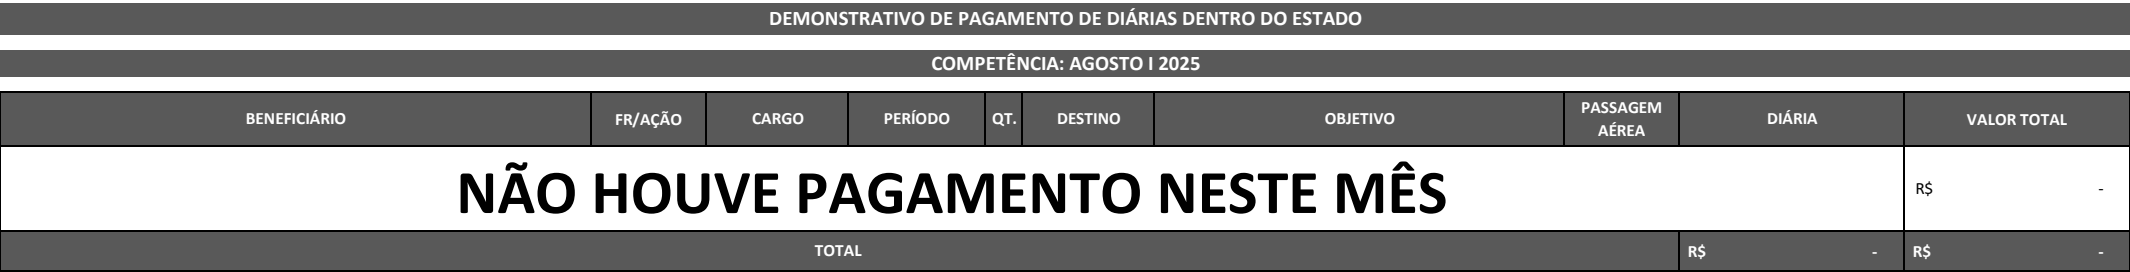 DEMONSTRATIVO DE PAGAMENTO DE DIÁRIAS DENTRO DO ESTADO
COMPETÊNCIA: AGOSTO I 2025
BENEFICIÁRIO FR/AÇÃO CARGO PERÍODO QT. DESTINO OBJETIVO PASSAGEM AÉREA DIÁRIA VALOR TOTAL
NÃO HOUVE PAGAMENTO NESTE MÊS R$ -
TOTAL R$ - R$ -